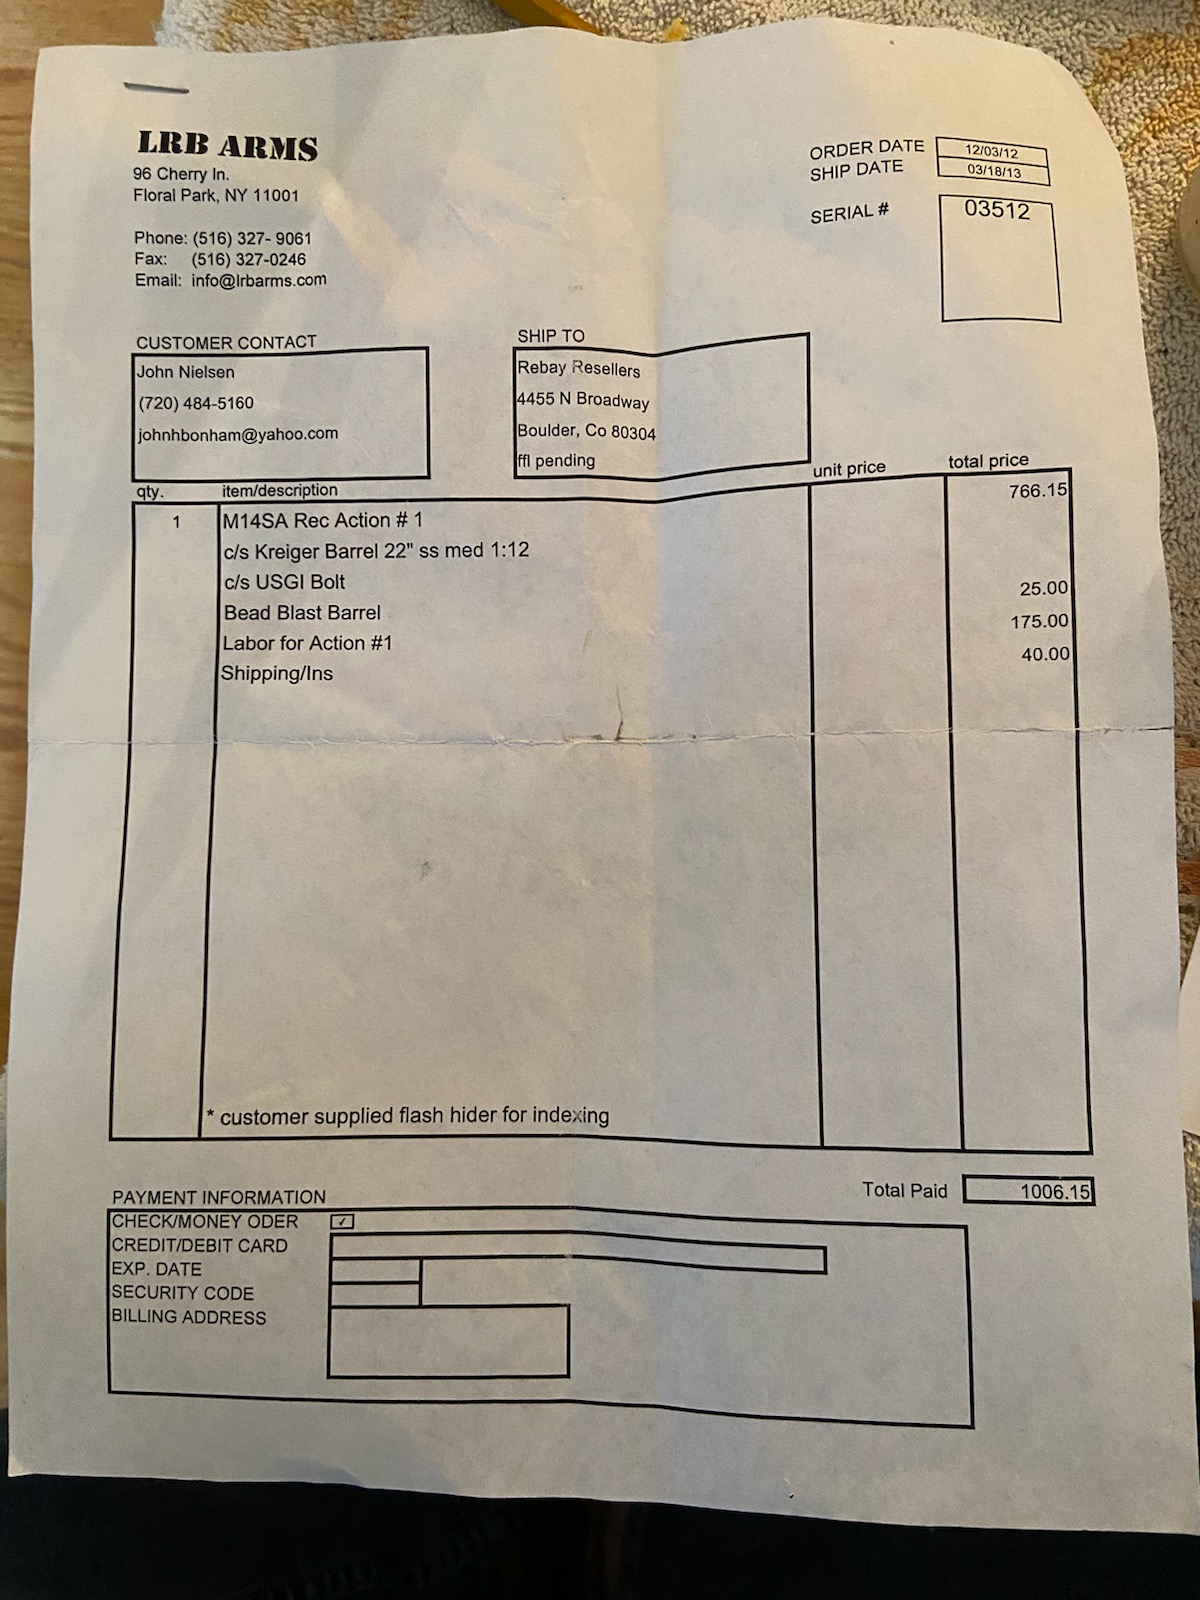 LRB ARMS
96 Cherry ln.
Floral Park, NY 11001
Phone: (516) 327- 9061
Fax: (516) 327-0246
Email: info@lrbarms.com
ORDER DATE 12/03/12
SHIP DATE 03/18/13
SERIAL # 03512
CUSTOMER CONTACT
John Nielsen
(720) 484-5160
johnhbonham@yahoo.com
SHIP TO
Rebay Resellers
4455 N Broadway
Boulder, Co 80304
ffl pending
qty. item/description unit price total price
1 M14SA Rec Action # 1 766.15
c/s Kreiger Barrel 22" ss med 1:12
c/s USGI Bolt
Bead Blast Barrel 25.00
Labor for Action #1 175.00
Shipping/Ins 40.00
* customer supplied flash hider for indexing
Total Paid 1006.15
PAYMENT INFORMATION
CHECK/MONEY ODER ✓
CREDIT/DEBIT CARD
EXP. DATE
SECURITY CODE
BILLING ADDRESS